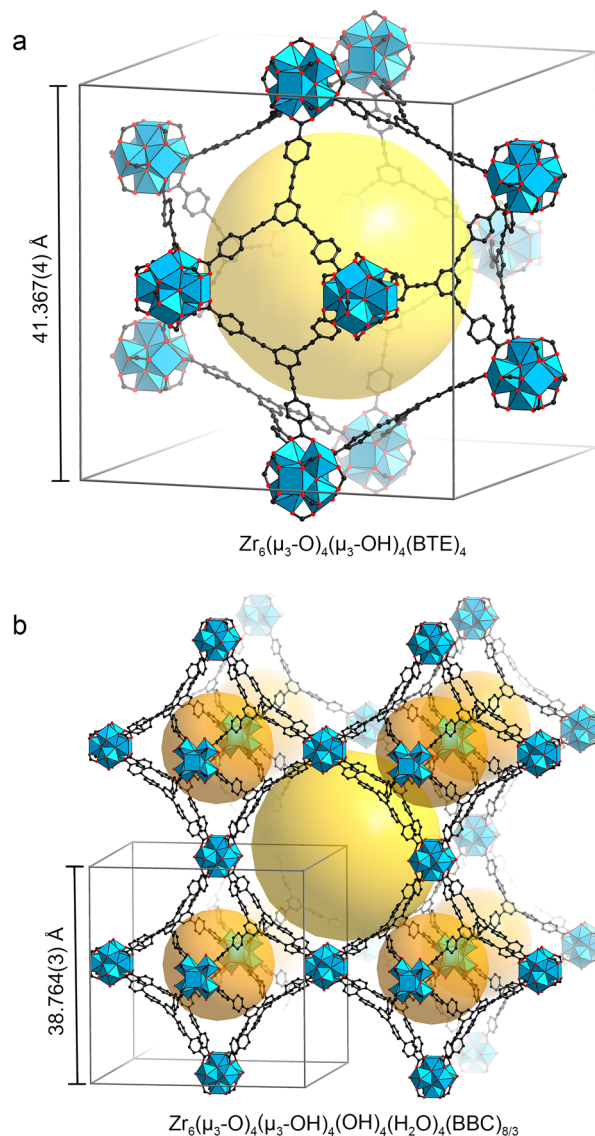 a
41.367(4) Å
Zr₆(μ₃-O)₄(μ₃-OH)₄(BTE)₄
b
38.764(3) Å
Zr₆(μ₃-O)₄(μ₃-OH)₄(OH)₄(H₂O)₄(BBC)₈/₃